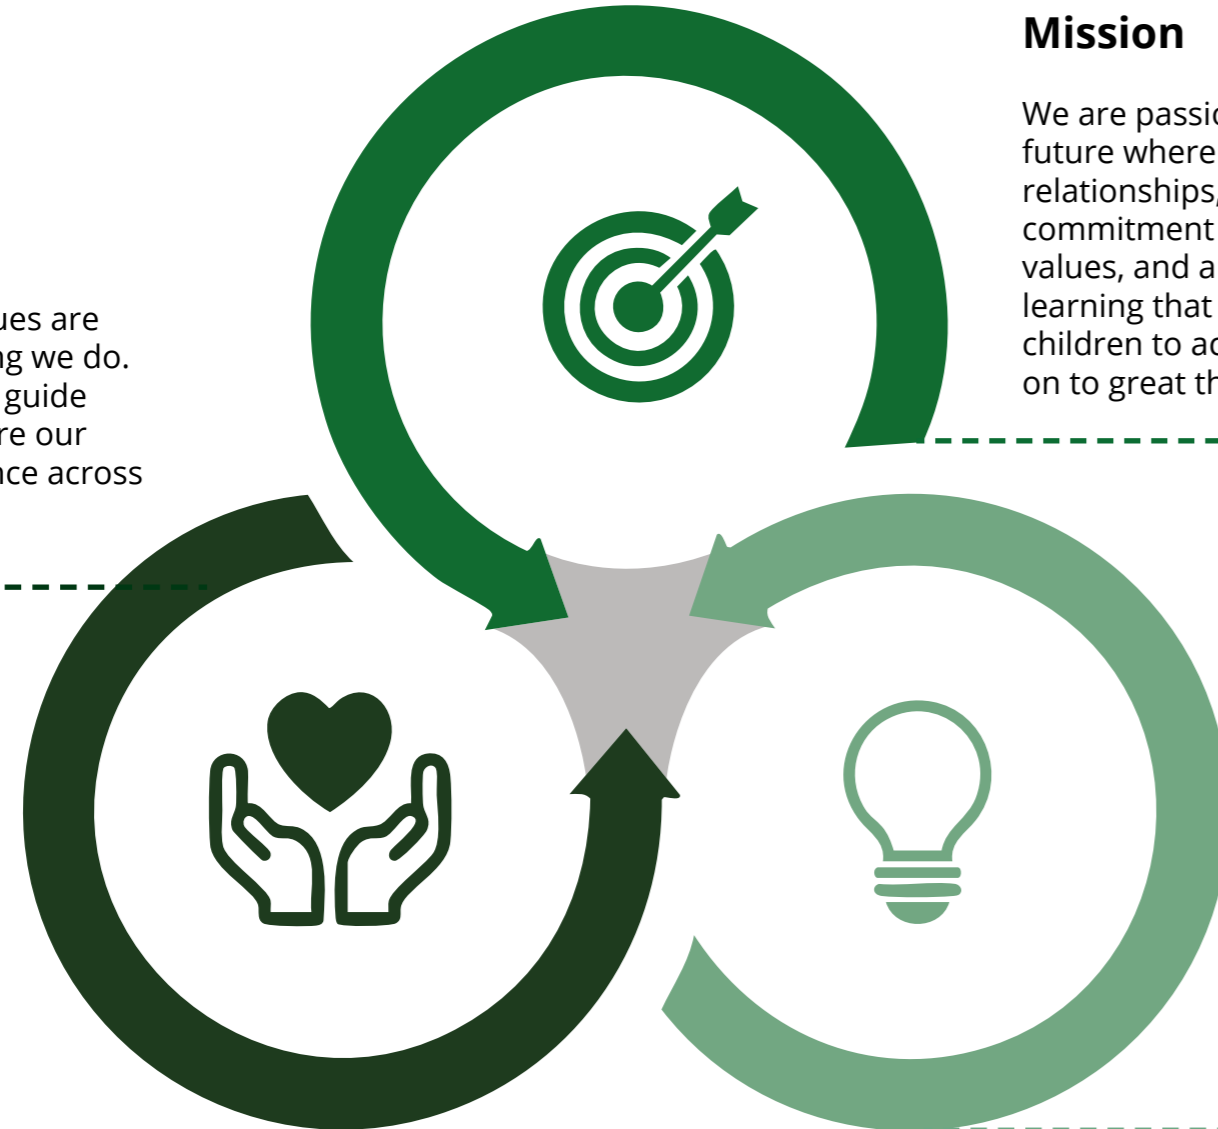 Mission
We are passio
future where
relationships,
commitment
values, and a
learning that
children to ac
on to great th
ues are
ng we do.
guide
re our
nce across